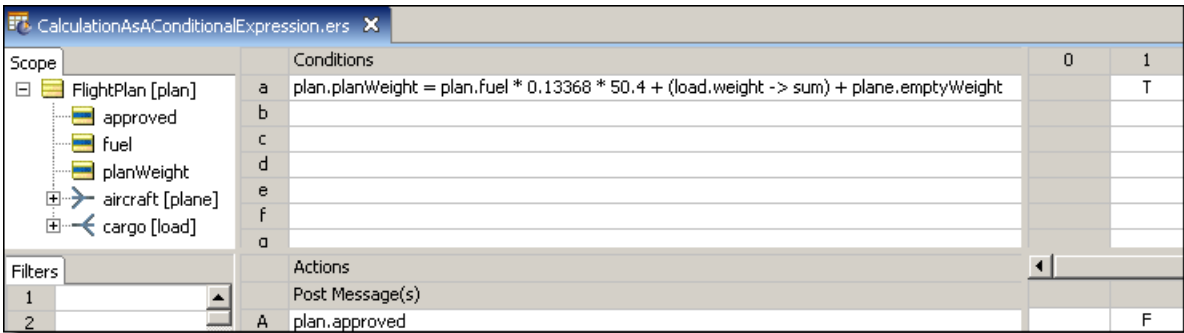 CalculationAsAConditionalExpression.ers
Scope
Conditions 0 1
FlightPlan [plan]
a plan.planWeight = plan.fuel * 0.13368 * 50.4 + (load.weight -> sum) + plane.emptyWeight T
approved
b
fuel
c
planWeight
d
aircraft [plane]
e
cargo [load]
f
g
Filters
Actions
1
Post Message(s)
2
A plan.approved F